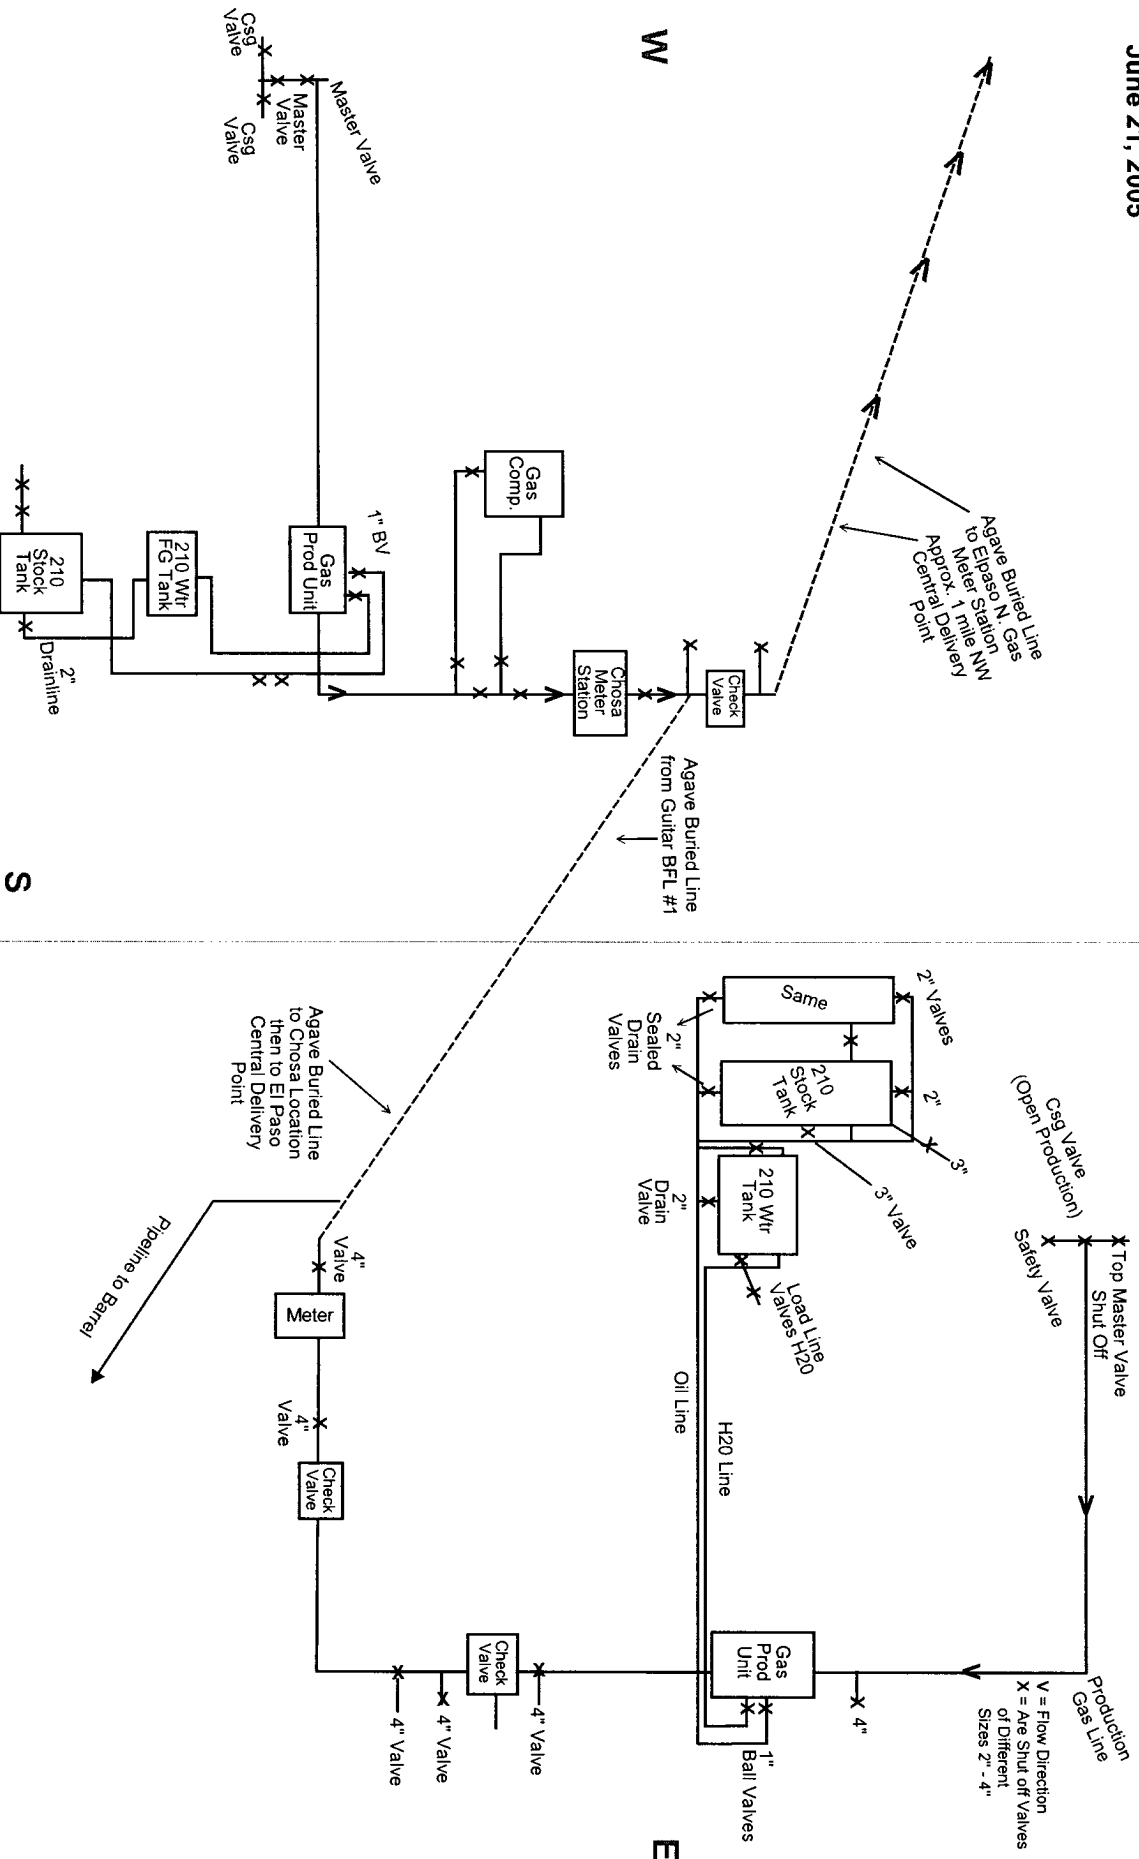 June 21, 2005
W
S
E
Csg
Valve
Csg
Valve
Master
Valve
Master Valve
Agave Buried Line
to Elpaso N. Gas
Meter Station
Approx. 1 mile NW
Central Delivery
Point
Gas
Comp.
1" BV
Gas
Prod Unit
210 Wtr
FG Tank
210
Stock
Tank
2"
Drainline
Chosa
Meter
Station
Check
Valve
Agave Buried Line
from Guitar BFL #1
Agave Buried Line
to Chosa Location
then to El Paso
Central Delivery
Point
Same
2" Valves
2"
Sealed
Drain
Valves
210
Stock
Tank
2"
3"
3" Valve
210 Wtr
Tank
2"
Drain
Valve
Load Line
Valves H20
Csg Valve
(Open Production)
Safety Valve
Top Master Valve
Shut Off
Oil Line
H20 Line
Production
Gas Line
V = Flow Direction
X = Are Shut off Valves
of Different
Sizes 2" - 4"
4"
Gas
Prod
Unit
1"
Ball Valves
4" Valve
Check
Valve
4" Valve
4" Valve
Check
Valve
4"
Valve
Meter
4"
Valve
Pipeline to Barrel